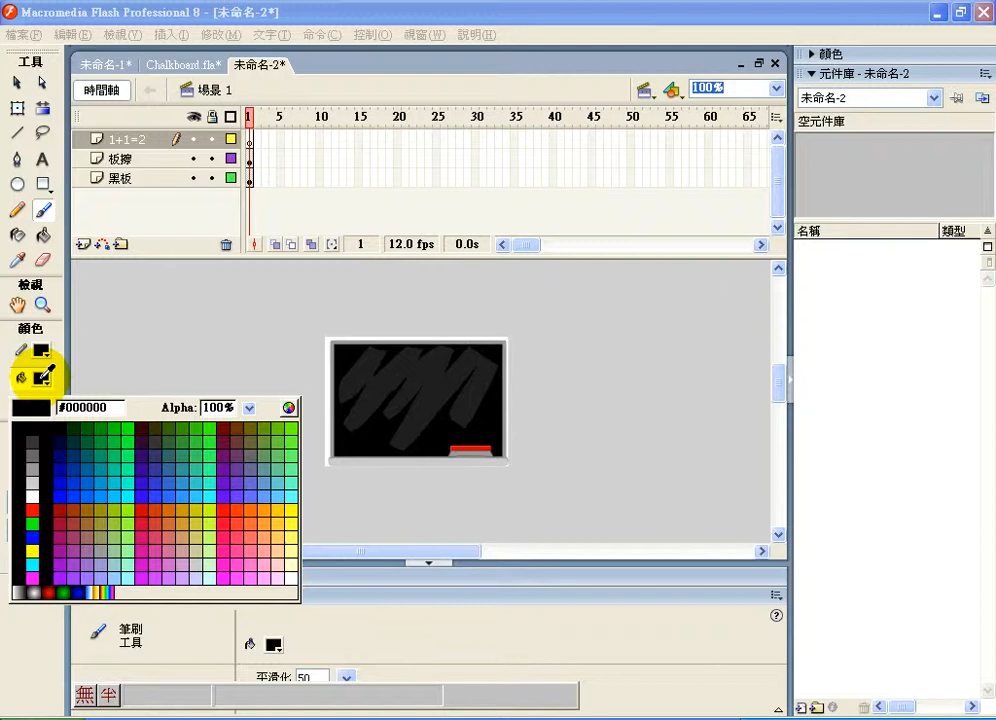 Macromedia Flash Professional 8 - [未命名-2*]
檔案(F) 編輯(E) 檢視(V) 插入(I) 修改(M) 文字(T) 命令(C) 控制(O) 視窗(W) 說明(H)
工具
未命名-1* Chalkboard.fla* 未命名-2*
時間軸 場景 1 100%
1 5 10 15 20 25 30 35 40 45 50 55 60 65
1+1=2
板擦
黑板
1 12.0 fps 0.0s
檢視
顏色
#000000 Alpha: 100%
筆刷
工具
平滑化 50
無 半
顏色
元件庫 - 未命名-2
未命名-2
空元件庫
名稱 類型